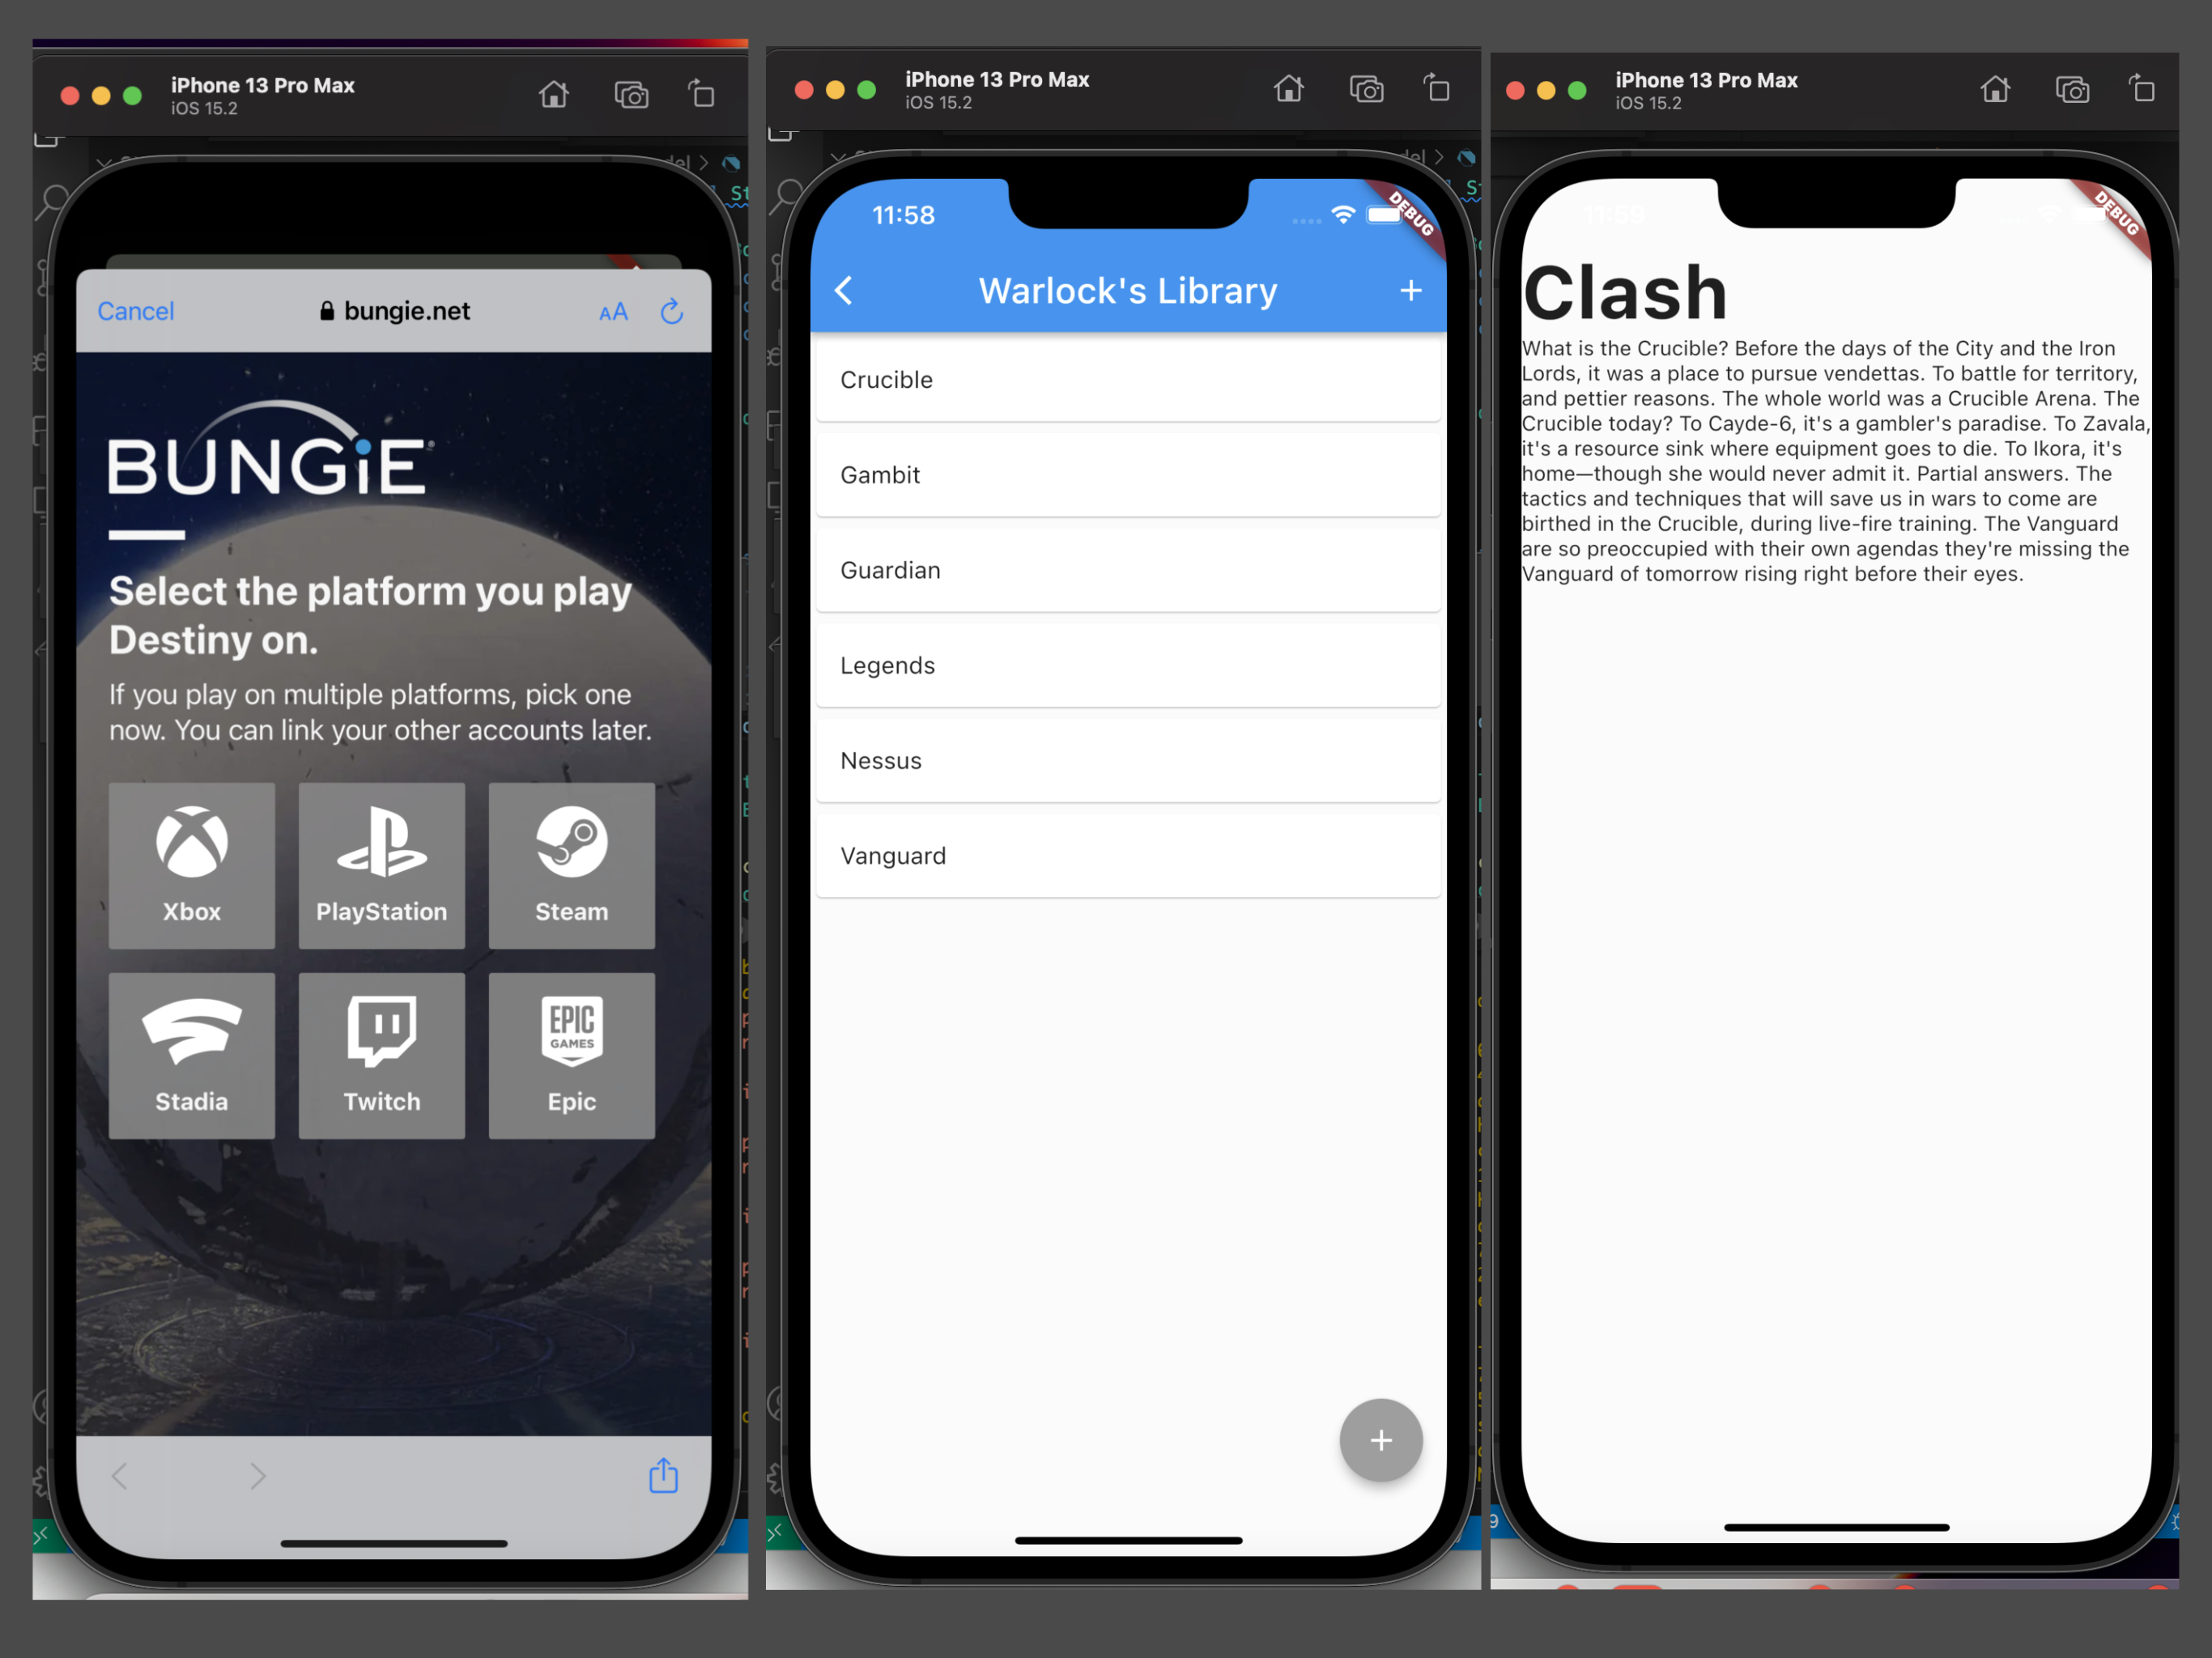 iPhone 13 Pro Max
iOS 15.2
Cancel
bungie.net
AA
BUNGiE
Select the platform you play
Destiny on.
If you play on multiple platforms, pick one
now. You can link your other accounts later.
Xbox
PlayStation
Steam
Stadia
Twitch
EPIC
GAMES
Epic
iPhone 13 Pro Max
iOS 15.2
11:58
DEBUG
Warlock's Library
Crucible
Gambit
Guardian
Legends
Nessus
Vanguard
iPhone 13 Pro Max
iOS 15.2
11:59
DEBUG
Clash
What is the Crucible? Before the days of the City and the Iron
Lords, it was a place to pursue vendettas. To battle for territory,
and pettier reasons. The whole world was a Crucible Arena. The
Crucible today? To Cayde-6, it's a gambler's paradise. To Zavala,
it's a resource sink where equipment goes to die. To Ikora, it's
home—though she would never admit it. Partial answers. The
tactics and techniques that will save us in wars to come are
birthed in the Crucible, during live-fire training. The Vanguard
are so preoccupied with their own agendas they're missing the
Vanguard of tomorrow rising right before their eyes.